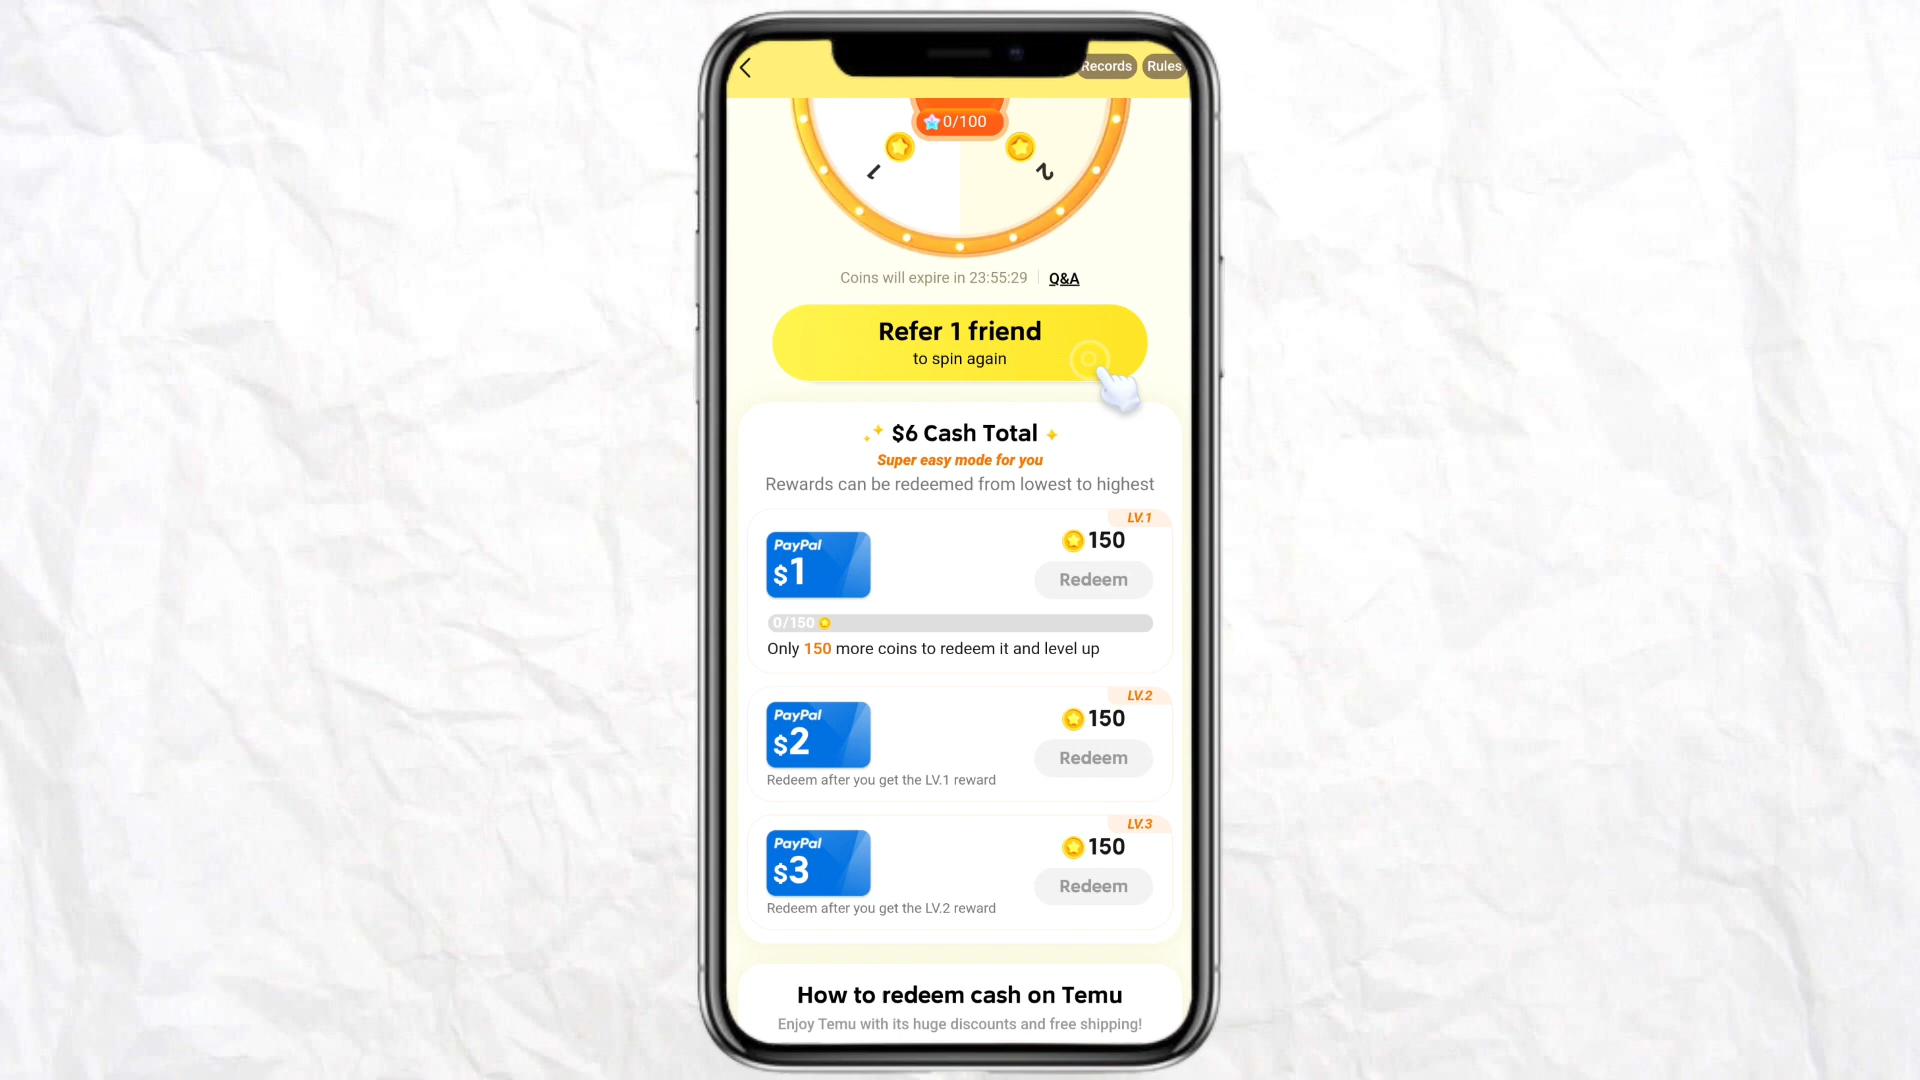 Records Rules
0/100
1 2
Coins will expire in 23:55:29 Q&A
Refer 1 friend
to spin again
$6 Cash Total
Super easy mode for you
Rewards can be redeemed from lowest to highest
LV.1
PayPal
$1
150
Redeem
0/150
Only 150 more coins to redeem it and level up
LV.2
PayPal
$2
150
Redeem
Redeem after you get the LV.1 reward
LV.3
PayPal
$3
150
Redeem
Redeem after you get the LV.2 reward
How to redeem cash on Temu
Enjoy Temu with its huge discounts and free shipping!